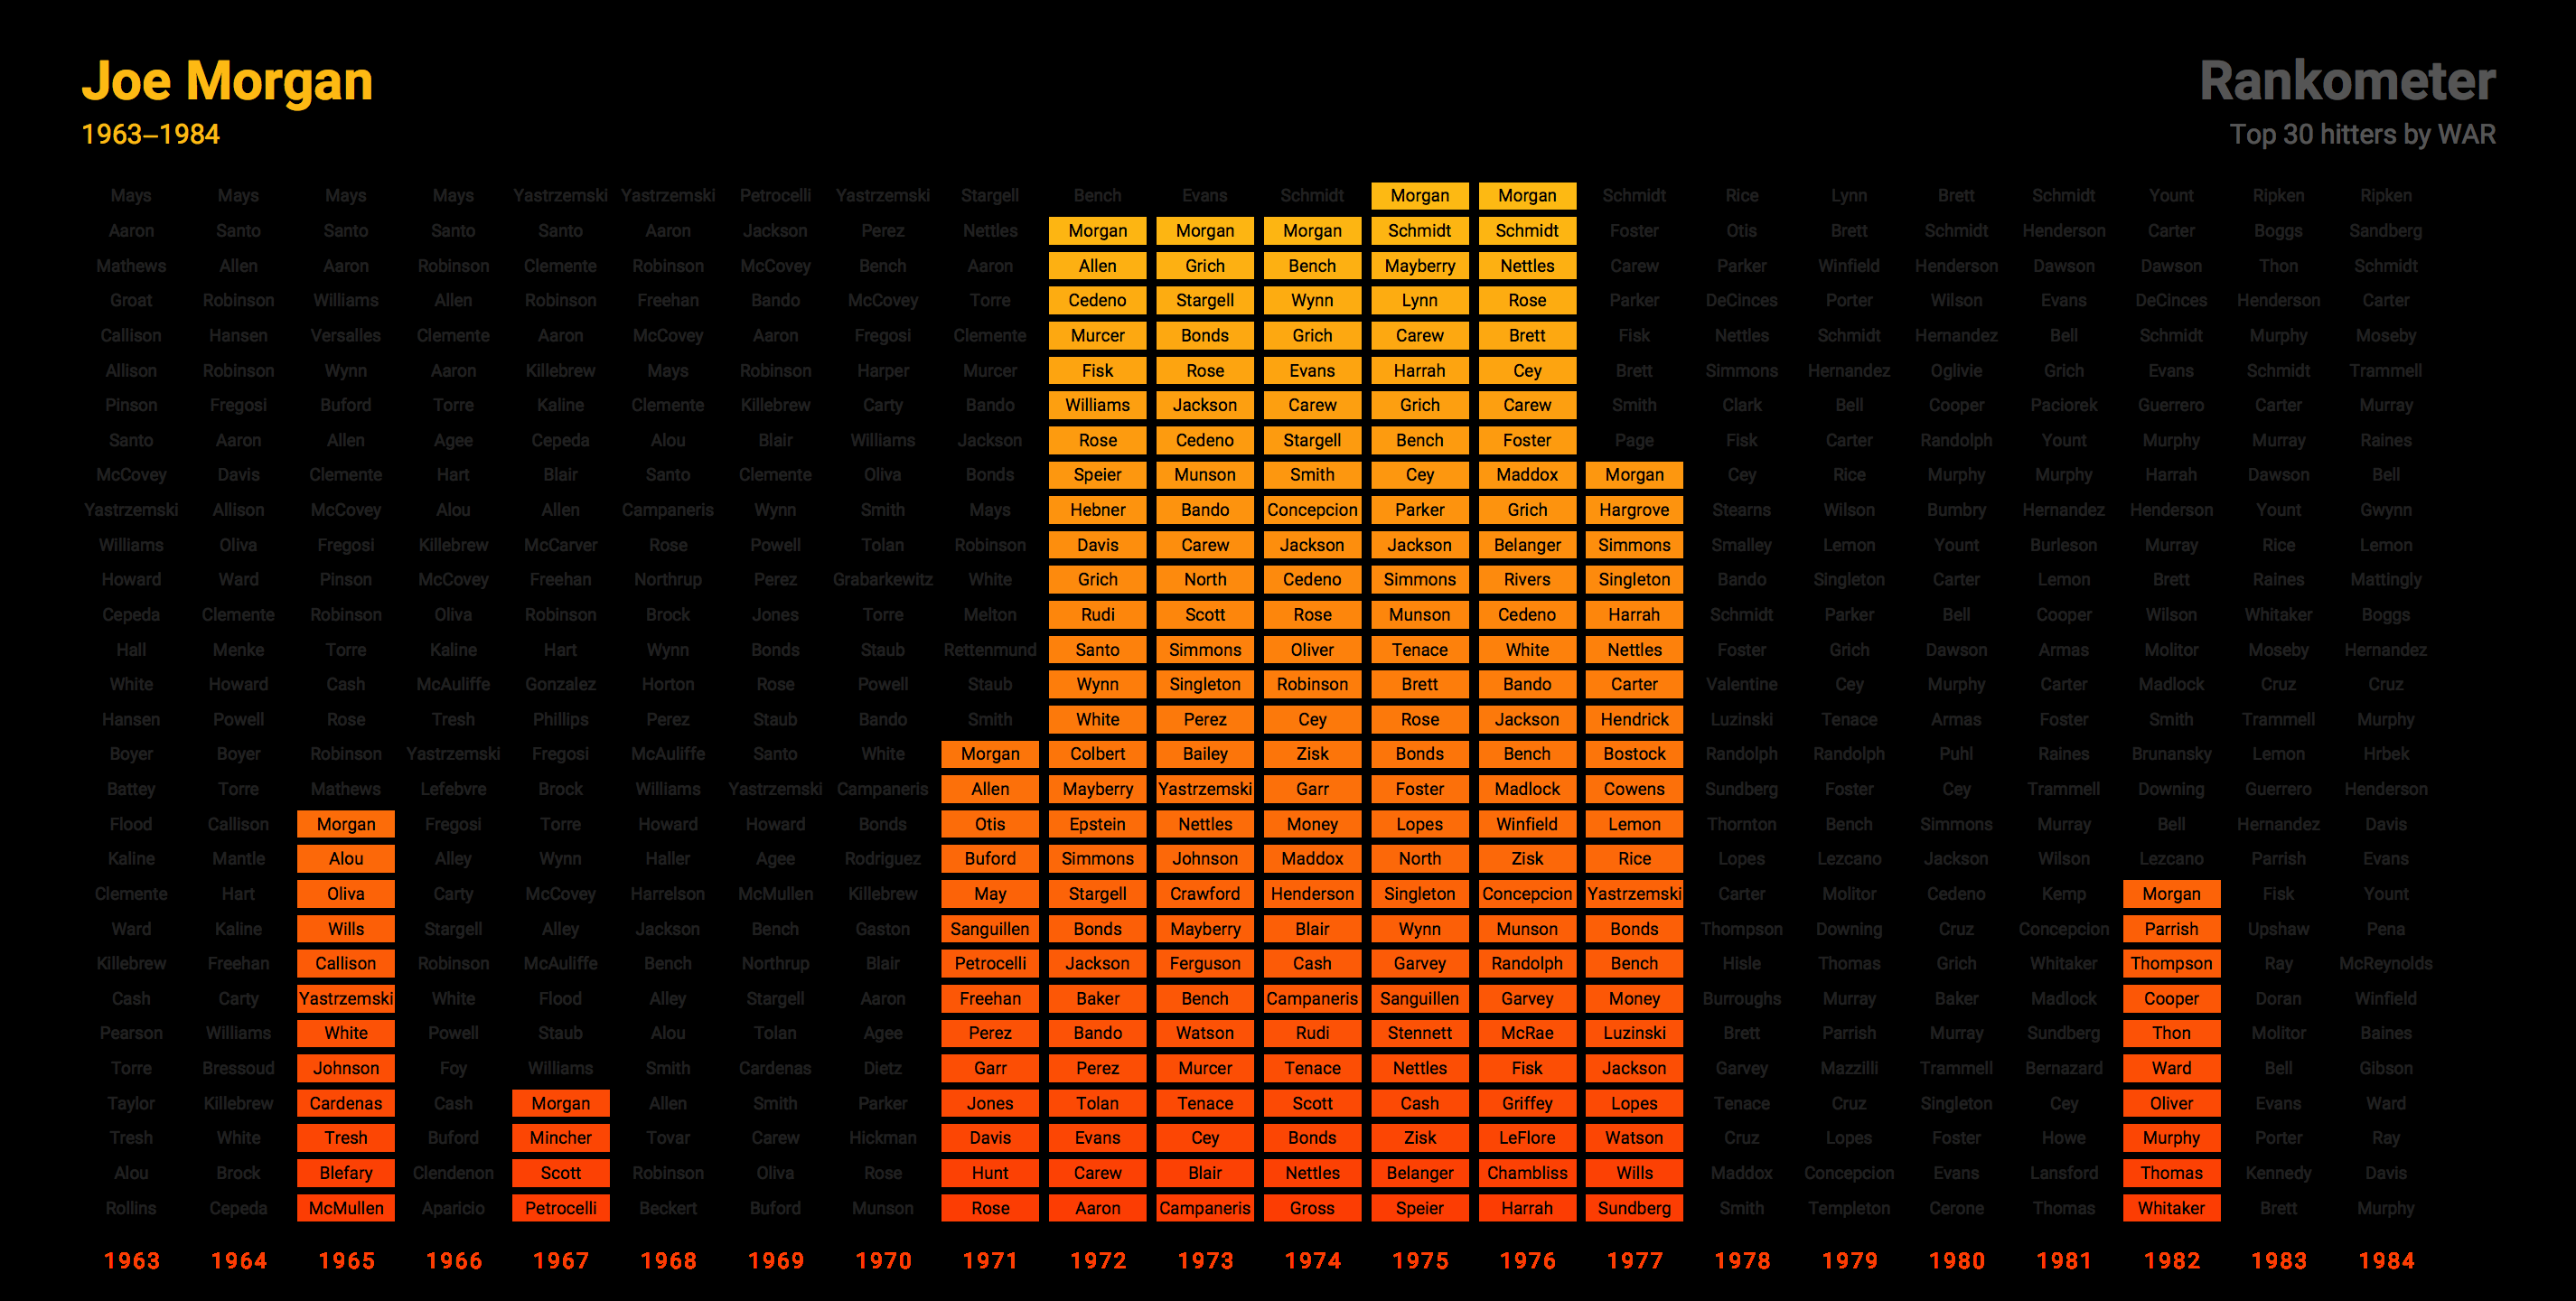 Joe Morgan
Rankometer
1963–1984
Top 30 hitters by WAR
Mays Mays Mays Mays Yastrzemski Yastrzemski Petrocelli Yastrzemski Stargell Bench Evans Schmidt Morgan Morgan Schmidt Rice Lynn Brett Schmidt Yount Ripken Ripken
Aaron Santo Santo Santo Santo Aaron Jackson Perez Nettles Morgan Morgan Morgan Schmidt Schmidt Foster Otis Brett Schmidt Henderson Carter Boggs Sandberg
Mathews Allen Aaron Robinson Clemente Robinson McCovey Bench Aaron Allen Grich Bench Mayberry Nettles Carew Parker Winfield Henderson Dawson Dawson Thon Schmidt
Groat Robinson Williams Allen Robinson Freehan Bando McCovey Torre Cedeno Stargell Wynn Lynn Rose Parker DeCinces Porter Wilson Evans DeCinces Henderson Carter
Callison Hansen Versalles Clemente Aaron McCovey Aaron Fregosi Clemente Murcer Bonds Grich Carew Brett Fisk Nettles Schmidt Hernandez Bell Schmidt Murphy Moseby
Allison Robinson Wynn Aaron Killebrew Mays Robinson Harper Murcer Fisk Rose Evans Harrah Cey Brett Simmons Hernandez Oglivie Grich Evans Schmidt Trammell
Pinson Fregosi Buford Torre Kaline Clemente Killebrew Carty Bando Williams Jackson Carew Grich Carew Smith Clark Bell Cooper Paciorek Guerrero Carter Murray
Santo Aaron Allen Agee Cepeda Alou Blair Williams Jackson Rose Cedeno Stargell Bench Foster Page Fisk Carter Randolph Yount Murphy Murray Raines
McCovey Davis Clemente Hart Blair Santo Clemente Oliva Bonds Speier Munson Smith Cey Maddox Morgan Cey Rice Murphy Murphy Harrah Dawson Bell
Yastrzemski Allison McCovey Alou Allen Campaneris Wynn Smith Mays Hebner Bando Concepcion Parker Grich Hargrove Stearns Wilson Bumbry Hernandez Henderson Yount Gwynn
Williams Oliva Fregosi Killebrew McCarver Rose Powell Tolan Robinson Davis Carew Jackson Jackson Belanger Simmons Smalley Lemon Yount Burleson Murray Rice Lemon
Howard Ward Pinson McCovey Freehan Northrup Perez Grabarkewitz White Grich North Cedeno Simmons Rivers Singleton Bando Singleton Carter Lemon Brett Raines Mattingly
Cepeda Clemente Robinson Oliva Robinson Brock Jones Torre Melton Rudi Scott Rose Munson Cedeno Harrah Schmidt Parker Bell Cooper Wilson Whitaker Boggs
Hall Menke Torre Kaline Hart Wynn Bonds Staub Rettenmund Santo Simmons Oliver Tenace White Nettles Foster Grich Dawson Armas Molitor Moseby Hernandez
White Howard Cash McAuliffe Gonzalez Horton Rose Powell Staub Wynn Singleton Robinson Brett Bando Carter Valentine Cey Murphy Carter Madlock Cruz Cruz
Hansen Powell Rose Tresh Phillips Perez Staub Bando Smith White Perez Cey Rose Jackson Hendrick Luzinski Tenace Armas Foster Smith Trammell Murphy
Boyer Boyer Robinson Yastrzemski Fregosi McAuliffe Santo White Morgan Colbert Bailey Zisk Bonds Bench Bostock Randolph Randolph Puhl Raines Brunansky Lemon Hrbek
Battey Torre Mathews Lefebvre Brock Williams Yastrzemski Campaneris Allen Mayberry Yastrzemski Garr Foster Madlock Cowens Sundberg Foster Cey Trammell Downing Guerrero Henderson
Flood Callison Morgan Fregosi Torre Howard Howard Bonds Otis Epstein Nettles Money Lopes Winfield Lemon Thornton Bench Simmons Murray Bell Hernandez Davis
Kaline Mantle Alou Alley Wynn Haller Agee Rodriguez Buford Simmons Johnson Maddox North Zisk Rice Lopes Lezcano Jackson Wilson Lezcano Parrish Evans
Clemente Hart Oliva Carty McCovey Harrelson McMullen Killebrew May Stargell Crawford Henderson Singleton Concepcion Yastrzemski Carter Molitor Cedeno Kemp Morgan Fisk Yount
Ward Kaline Wills Stargell Alley Jackson Bench Gaston Sanguillen Bonds Mayberry Blair Wynn Munson Bonds Thompson Downing Cruz Concepcion Parrish Upshaw Pena
Killebrew Freehan Callison Robinson McAuliffe Bench Northrup Blair Petrocelli Jackson Ferguson Cash Garvey Randolph Bench Hisle Thomas Grich Whitaker Thompson Ray McReynolds
Cash Carty Yastrzemski White Flood Alley Stargell Aaron Freehan Baker Bench Campaneris Sanguillen Garvey Money Burroughs Murray Baker Madlock Cooper Doran Winfield
Pearson Williams White Powell Staub Alou Tolan Agee Perez Bando Watson Rudi Stennett McRae Luzinski Brett Parrish Murray Sundberg Thon Molitor Baines
Torre Bressoud Johnson Foy Williams Smith Cardenas Dietz Garr Perez Murcer Tenace Nettles Fisk Jackson Garvey Mazzilli Trammell Bernazard Ward Bell Gibson
Taylor Killebrew Cardenas Cash Morgan Allen Smith Parker Jones Tolan Tenace Scott Cash Griffey Lopes Tenace Cruz Singleton Cey Oliver Evans Ward
Tresh White Tresh Buford Mincher Tovar Carew Hickman Davis Evans Cey Bonds Zisk LeFlore Watson Cruz Lopes Foster Howe Murphy Porter Ray
Alou Brock Blefary Clendenon Scott Robinson Oliva Rose Hunt Carew Blair Nettles Belanger Chambliss Wills Maddox Concepcion Evans Lansford Thomas Kennedy Davis
Rollins Cepeda McMullen Aparicio Petrocelli Beckert Buford Munson Rose Aaron Campaneris Gross Speier Harrah Sundberg Smith Templeton Cerone Thomas Whitaker Brett Murphy
1963 1964 1965 1966 1967 1968 1969 1970 1971 1972 1973 1974 1975 1976 1977 1978 1979 1980 1981 1982 1983 1984